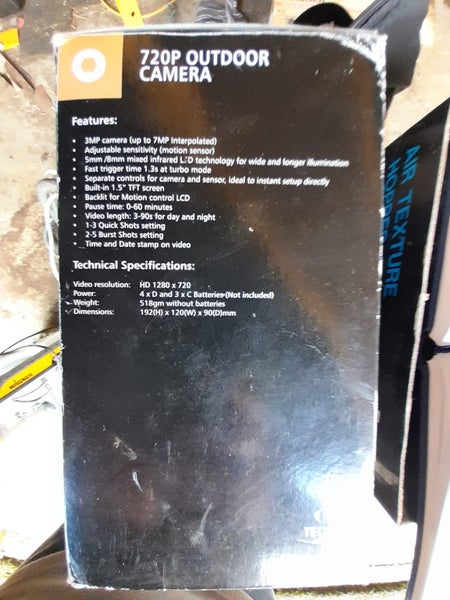 720P OUTDOOR
CAMERA
Features:
• 3MP camera (up to 7MP Interpolated)
• Adjustable sensitivity (motion sensor)
• 5mm /8mm mixed infrared LED technology for wide and longer illumination
• Fast trigger time 1.3s at turbo mode
• Separate controls for camera and sensor, ideal to instant setup directly
• Built-in 1.5" TFT screen
• Backlit for Motion control LCD
• Pause time: 0-60 minutes
• Video length: 3-90s for day and night
• 1-3 Quick Shots setting
• 2-5 Burst Shots setting
• Time and Date stamp on video
Technical Specifications:
Video resolution: HD 1280 x 720
Power: 4 x D and 3 x C Batteries (Not included)
Weight: 518gm without batteries
Dimensions: 192(H) x 120(W) x 90(D)mm
AIR TEXTURE